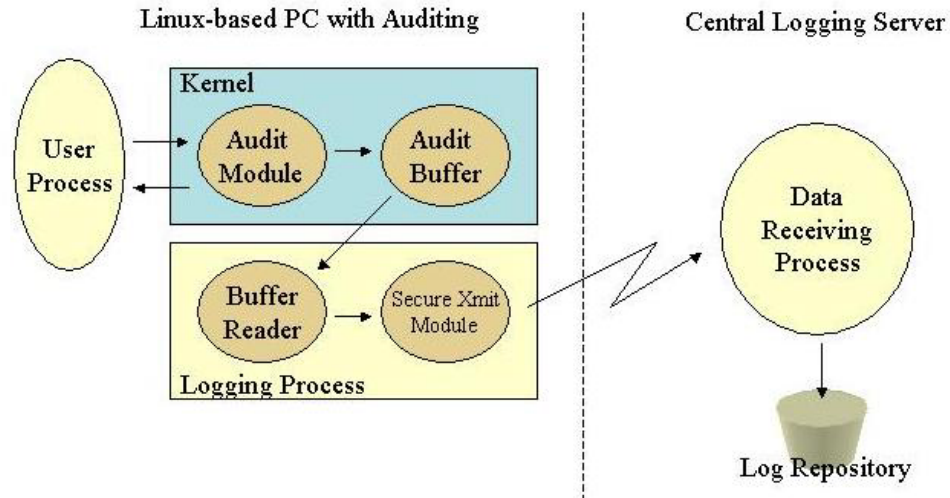 Linux-based PC with Auditing
Central Logging Server
Kernel
User
Process
Audit
Module
Audit
Buffer
Data
Receiving
Process
Buffer
Reader
Secure Xmit
Module
Logging Process
Log Repository